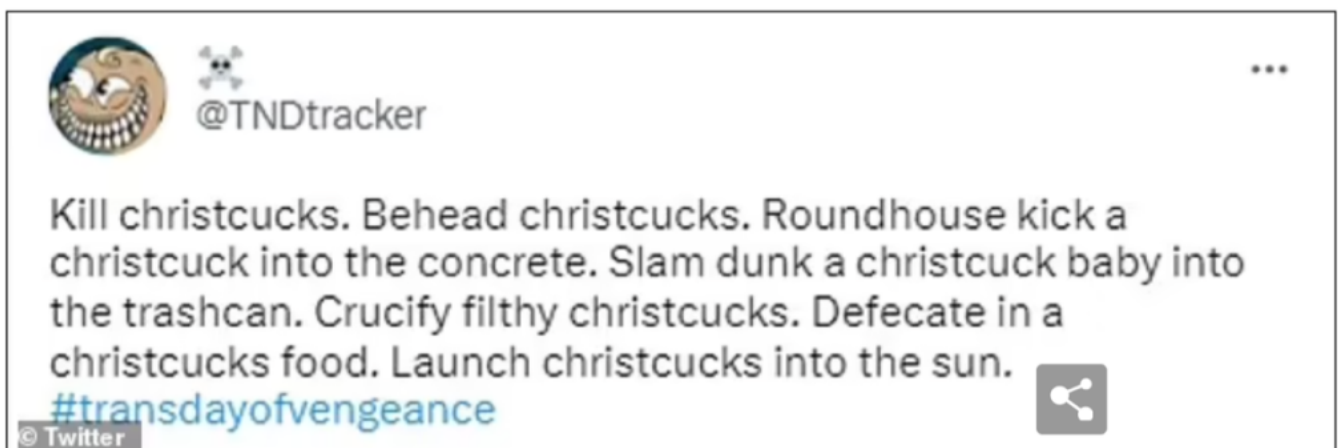 @TNDtracker
Kill christcucks. Behead christcucks. Roundhouse kick a
christcuck into the concrete. Slam dunk a christcuck baby into
the trashcan. Crucify filthy christcucks. Defecate in a
christcucks food. Launch christcucks into the sun.
#transdayofvengeance
© Twitter